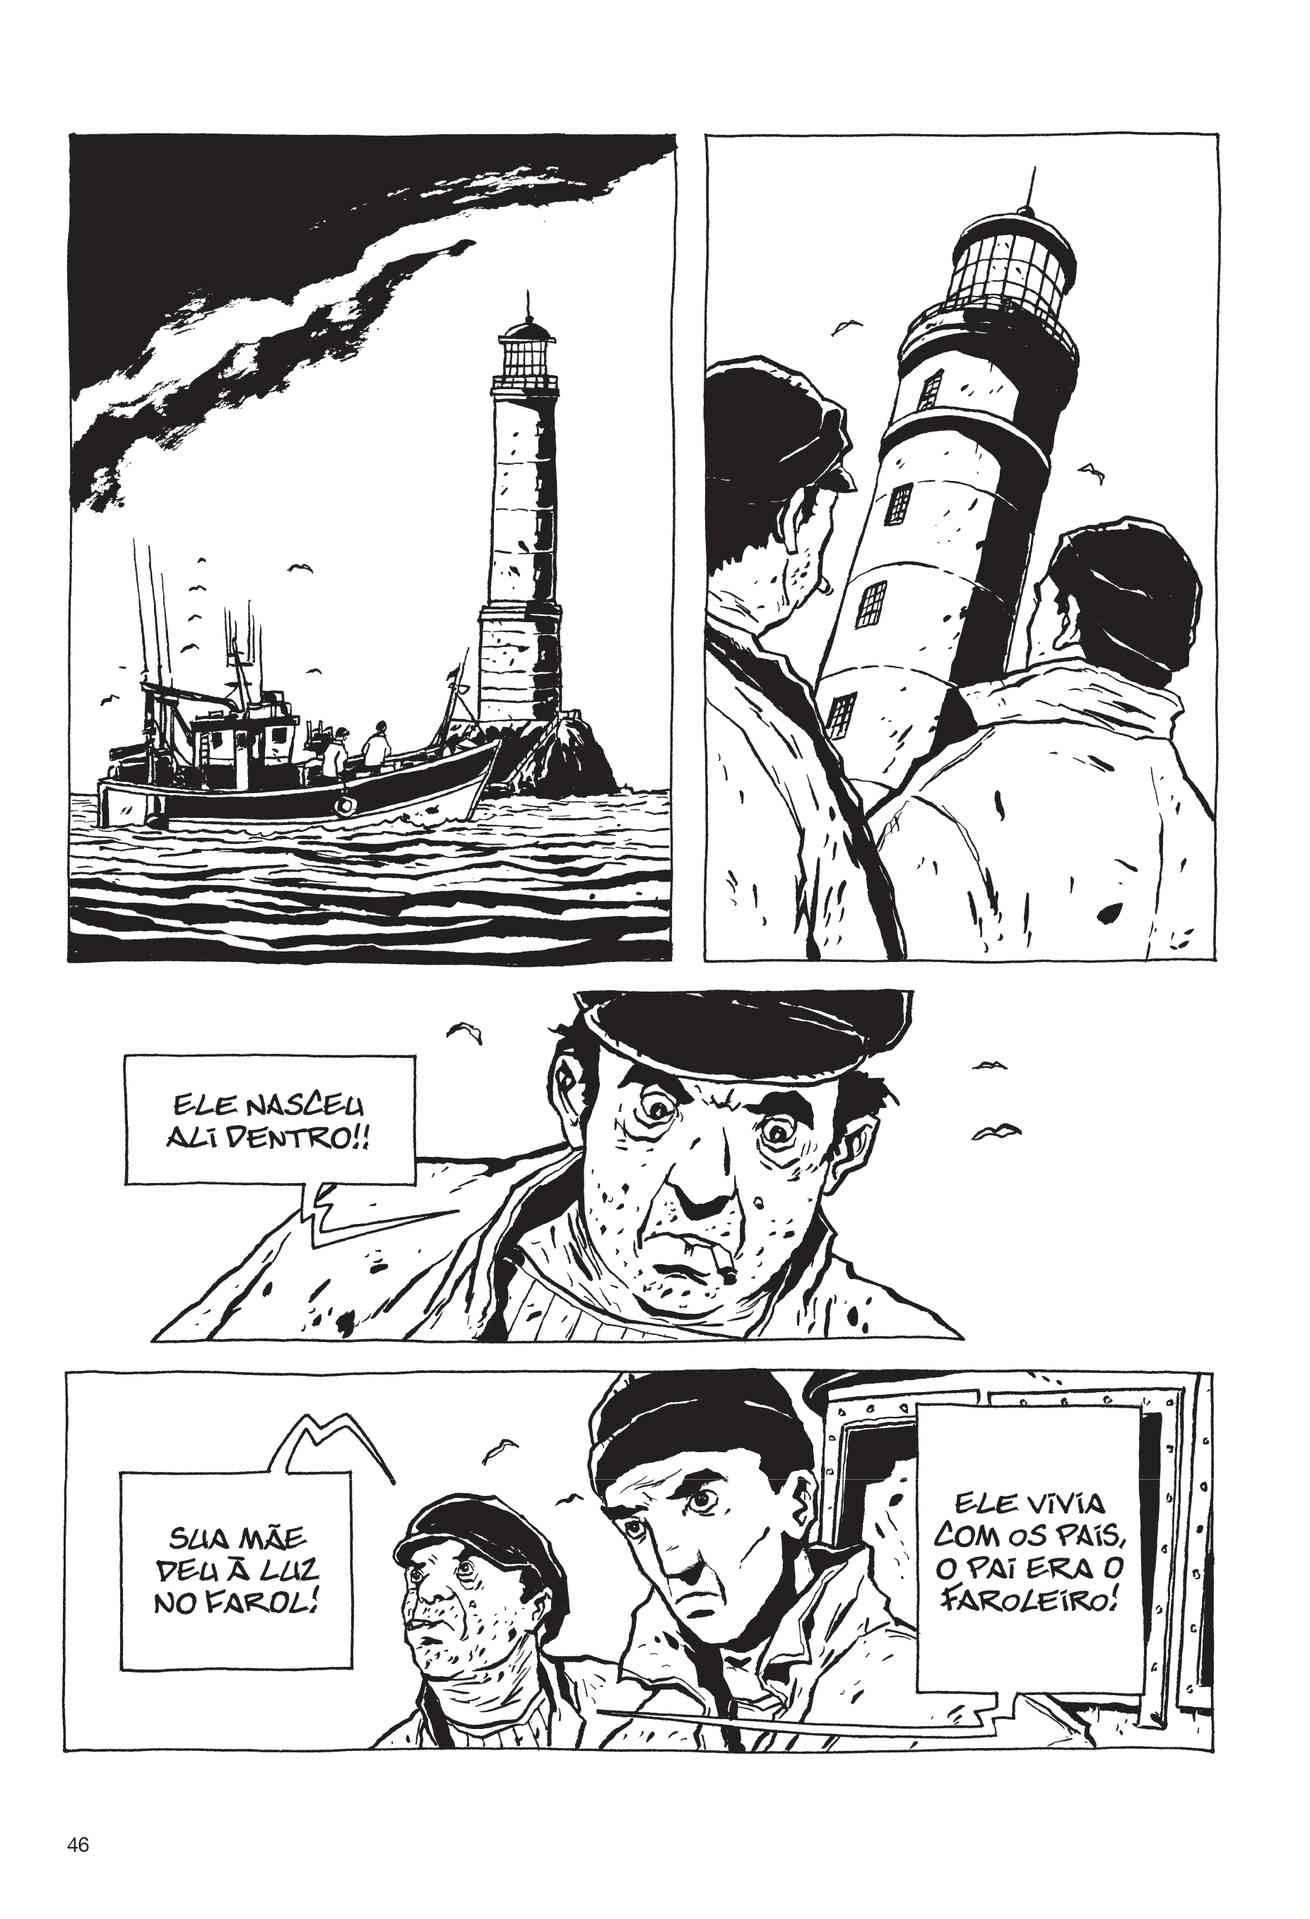 ELE NASCEU
ALI DENTRO!!
SUA MÃE
DEU À LUZ
NO FAROL!
ELE VIVIA
COM OS PAIS,
O PAI ERA O
FAROLEIRO!
46